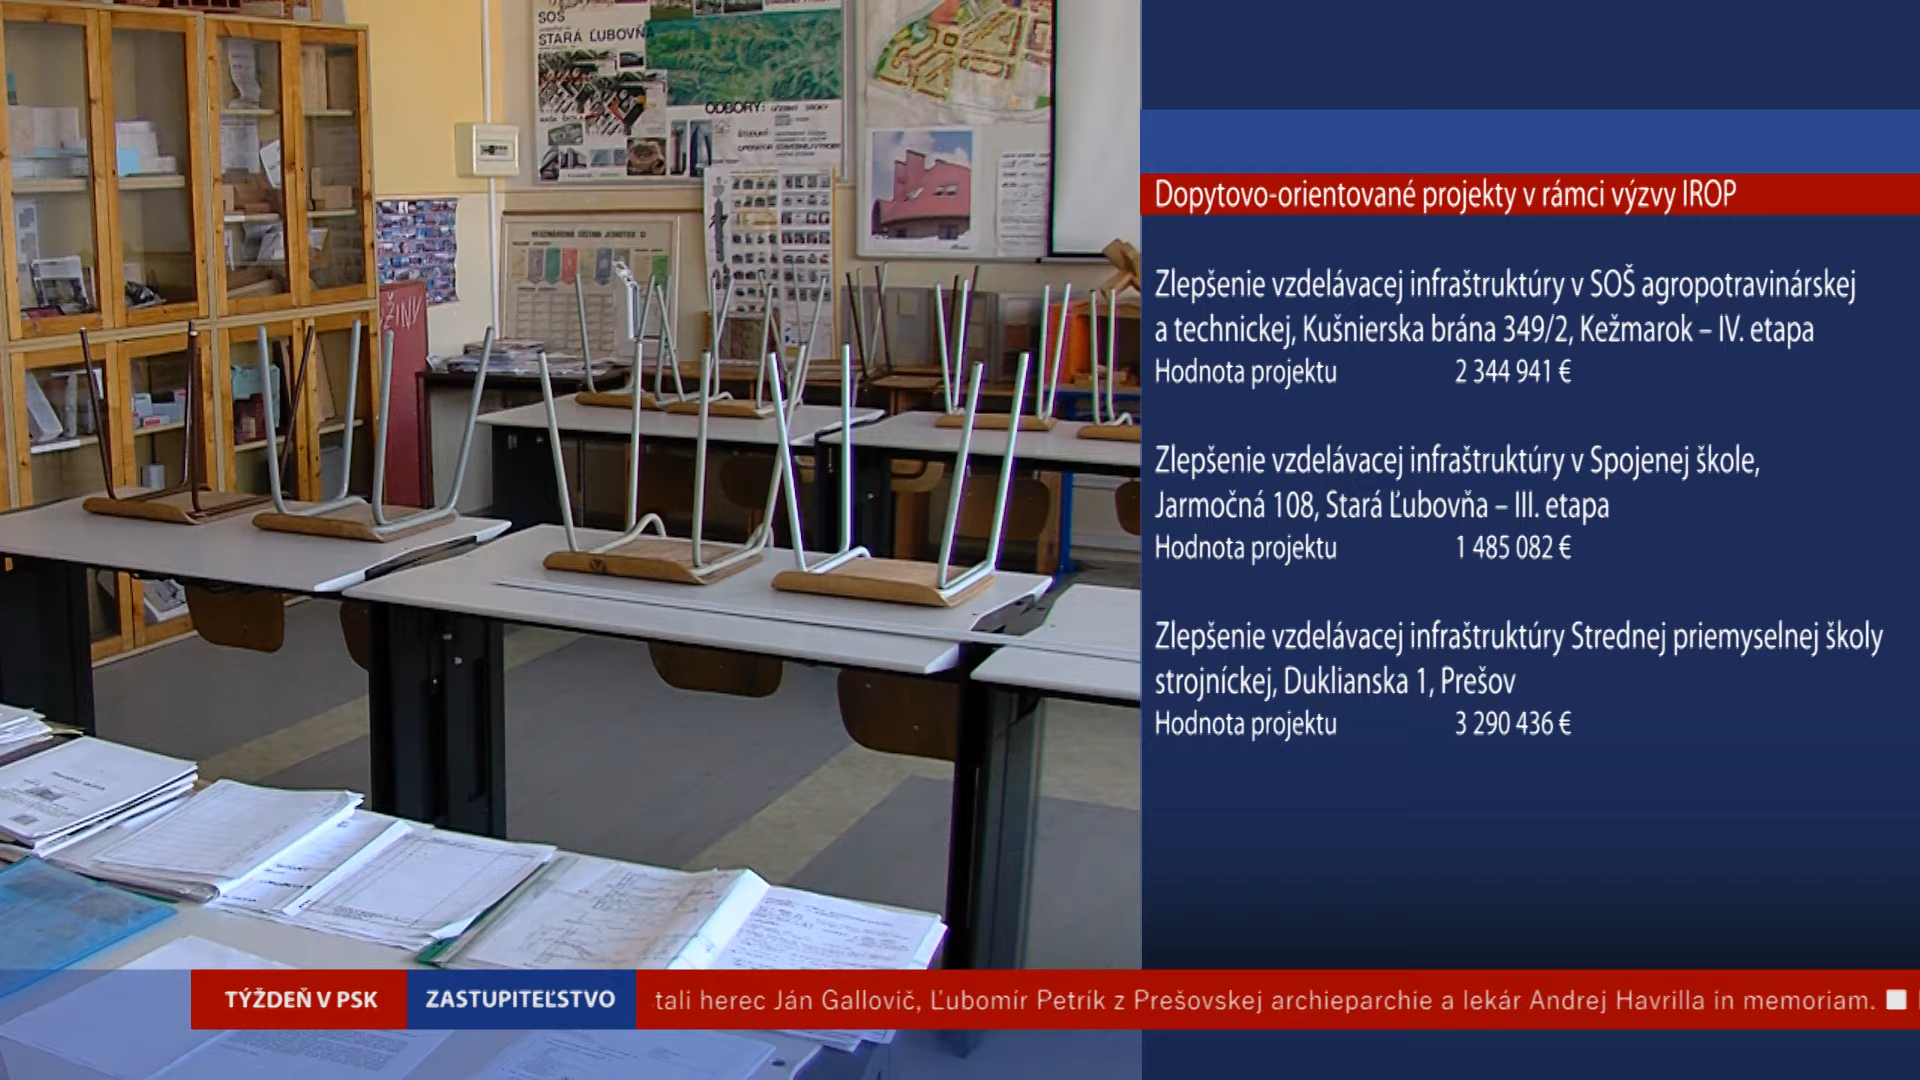 SOŠ
STARÁ ĽUBOVŇA
ODBORY:
Dopytovo-orientované projekty v rámci výzvy IROP
Zlepšenie vzdelávacej infraštruktúry v SOŠ agropotravinárskej
a technickej, Kušnierska brána 349/2, Kežmarok – IV. etapa
Hodnota projektu 2 344 941 €
Zlepšenie vzdelávacej infraštruktúry v Spojenej škole,
Jarmočná 108, Stará Ľubovňa – III. etapa
Hodnota projektu 1 485 082 €
Zlepšenie vzdelávacej infraštruktúry Strednej priemyselnej školy
strojníckej, Duklianska 1, Prešov
Hodnota projektu 3 290 436 €
TÝŽDEŇ V PSK ZASTUPITEĽSTVO tali herec Ján Gallovič, Ľubomír Petrík z Prešovskej archieparchie a lekár Andrej Havrilla in memoriam.